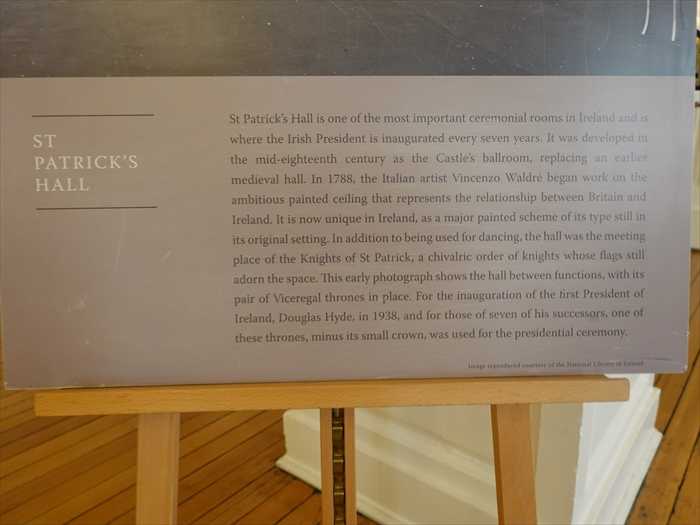 ST
PATRICK'S
HALL
St Patrick's Hall is one of the most important ceremonial rooms in Ireland and is
where the Irish President is inaugurated every seven years. It was developed in
the mid-eighteenth century as the Castle's ballroom, replacing an earlier
medieval hall. In 1788, the Italian artist Vincenzo Waldré began work on the
ambitious painted ceiling that represents the relationship between Britain and
Ireland. It is now unique in Ireland, as a major painted scheme of its type still in
its original setting. In addition to being used for dancing, the hall was the meeting
place of the Knights of St Patrick, a chivalric order of knights whose flags still
adorn the space. This early photograph shows the hall between functions, with its
pair of Viceregal thrones in place. For the inauguration of the first President of
Ireland, Douglas Hyde, in 1938, and for those of seven of his successors, one of
these thrones, minus its small crown, was used for the presidential ceremony.
Image reproduced courtesy of the National Library of Ireland